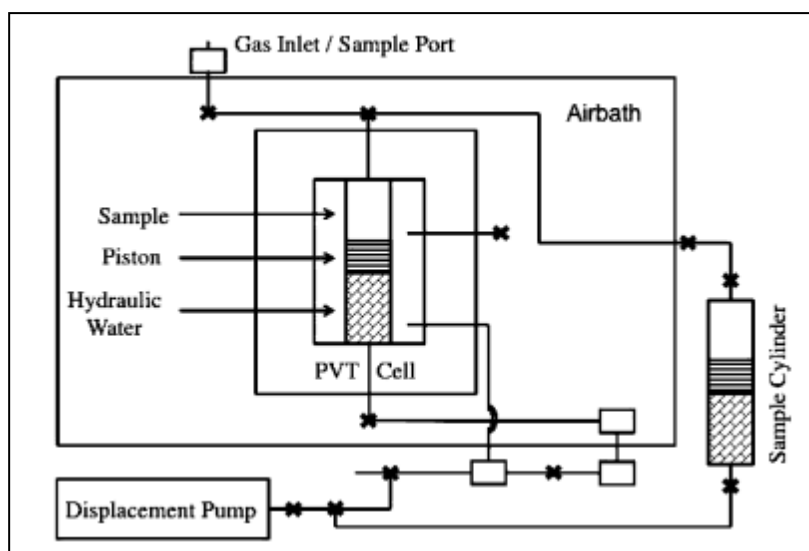 Gas Inlet / Sample Port
Airbath
Sample
Piston
Hydraulic
Water
PVT Cell
Sample Cylinder
Displacement Pump